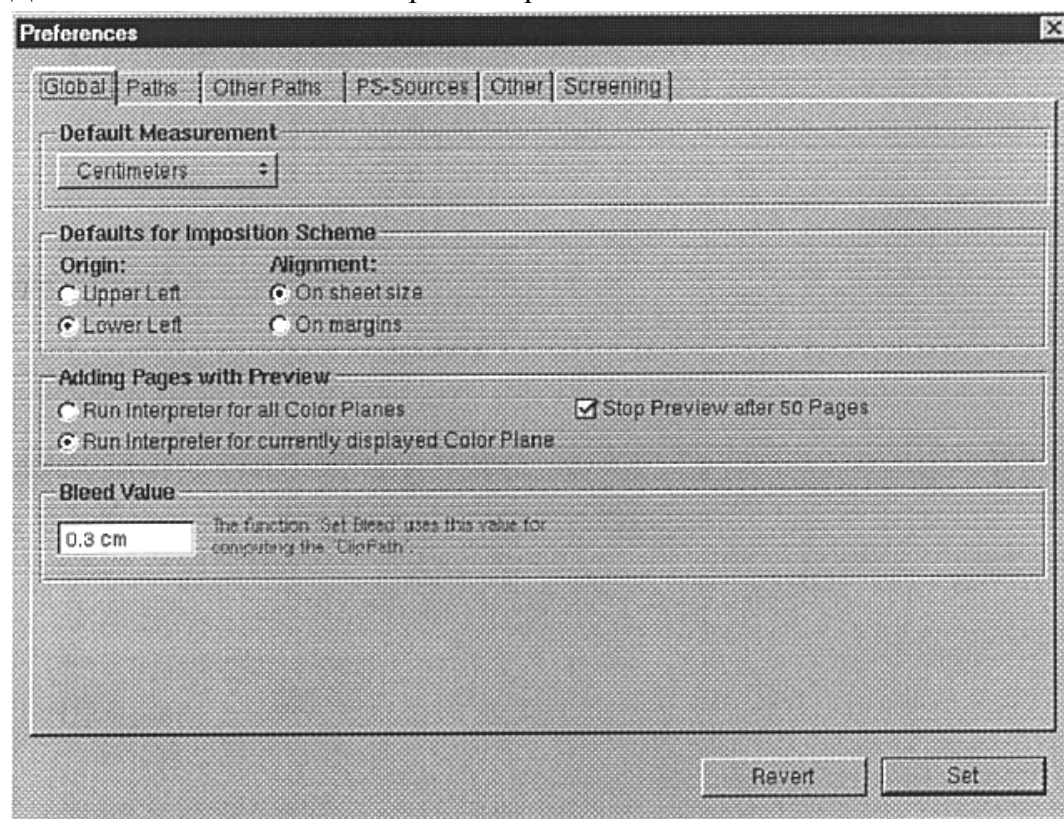 Preferences
Global Paths Other Paths PS-Sources Other Screening
Default Measurement
Centimeters
Defaults for Imposition Scheme
Origin: Alignment:
Upper Left On sheet size
Lower Left On margins
Adding Pages with Preview
Run Interpreter for all Color Planes Stop Preview after 50 Pages
Run Interpreter for currently displayed Color Plane
Bleed Value
0.3 cm
The function 'Set Bleed' uses this value for
computing the 'ClipPath'.
Revert Set